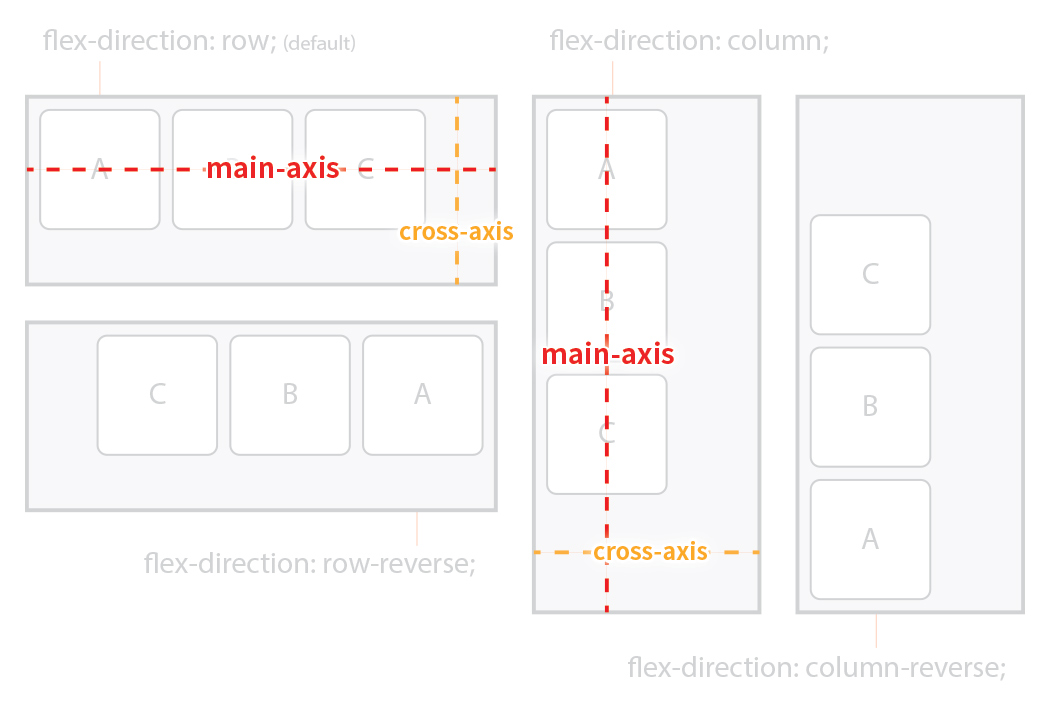 flex-direction: row; (default)
flex-direction: column;
A
main-axis
C
cross-axis
C
B
A
flex-direction: row-reverse;
A
B
main-axis
C
cross-axis
C
B
A
flex-direction: column-reverse;